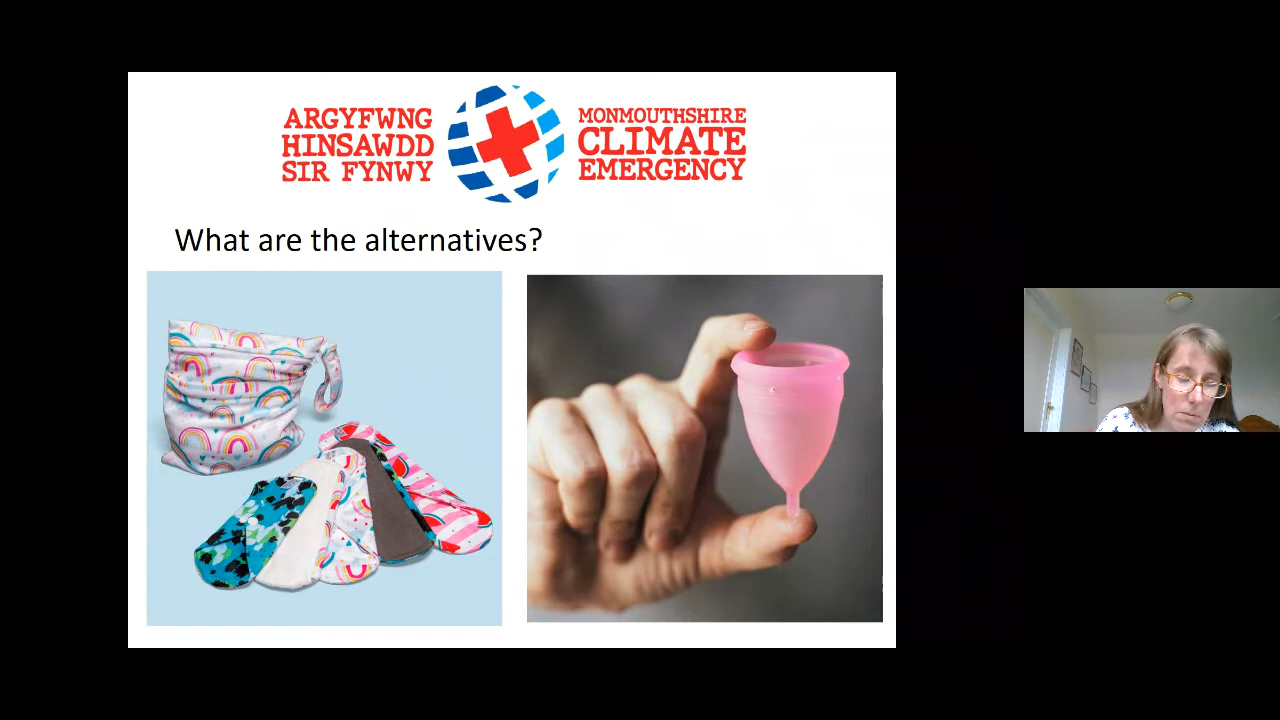 ARGYFWNG
HINSAWDD
SIR FYNWY
MONMOUTHSHIRE
CLIMATE
EMERGENCY
What are the alternatives?